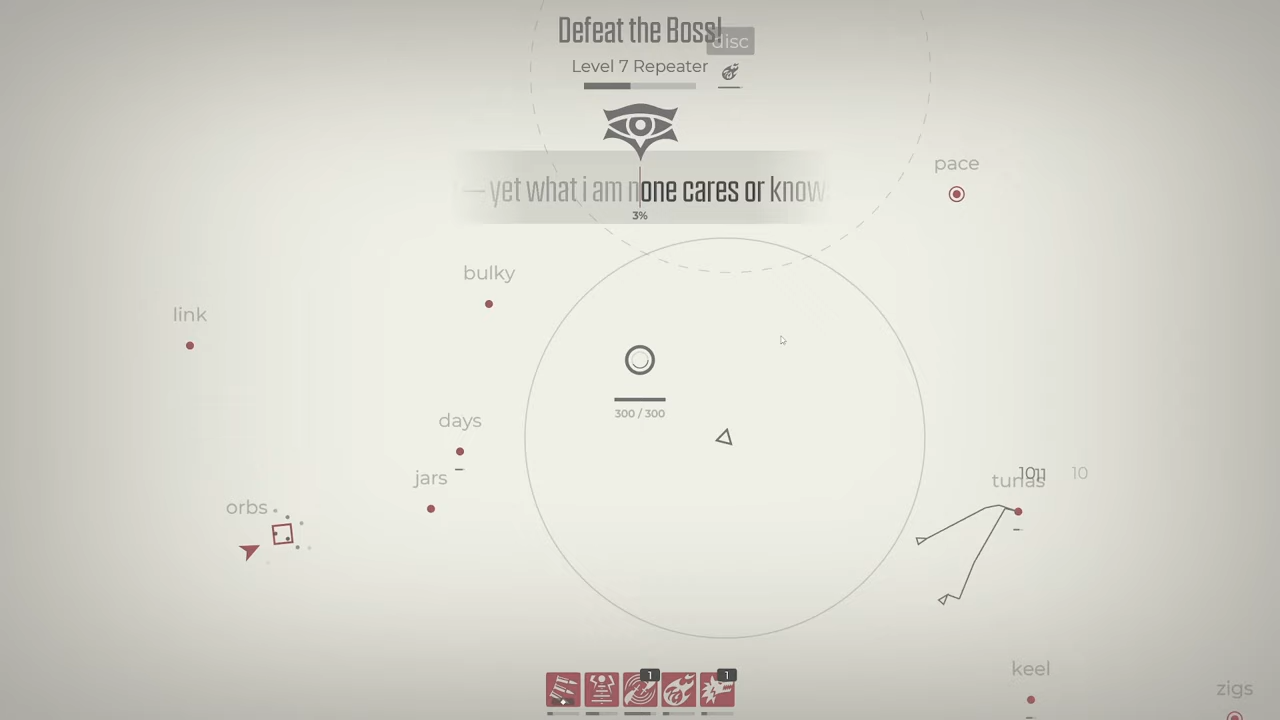 Defeat the Boss!
disc
Level 7 Repeater
— yet what i am none cares or know
3%
pace
bulky
link
300 / 300
days
jars
orbs
10
tunas
keel
zigs
1
1